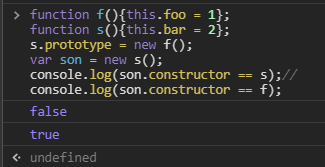 > function f(){this.foo = 1};
function s(){this.bar = 2};
s.prototype = new f();
var son = new s();
console.log(son.constructor == s);//
console.log(son.constructor == f);
false
true
<· undefined